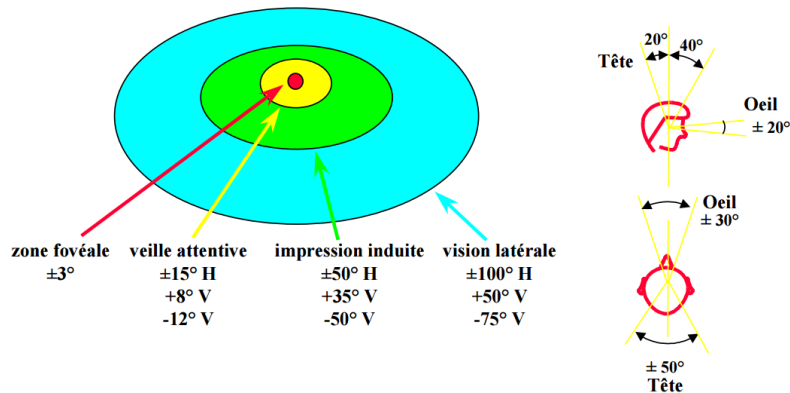 zone fovéale
±3°
veille attentive
±15° H
+8° V
-12° V
impression induite
±50° H
+35° V
-50° V
vision latérale
±100° H
+50° V
-75° V
20°
40°
Tête
Oeil
± 20°
Oeil
± 30°
± 50°
Tête